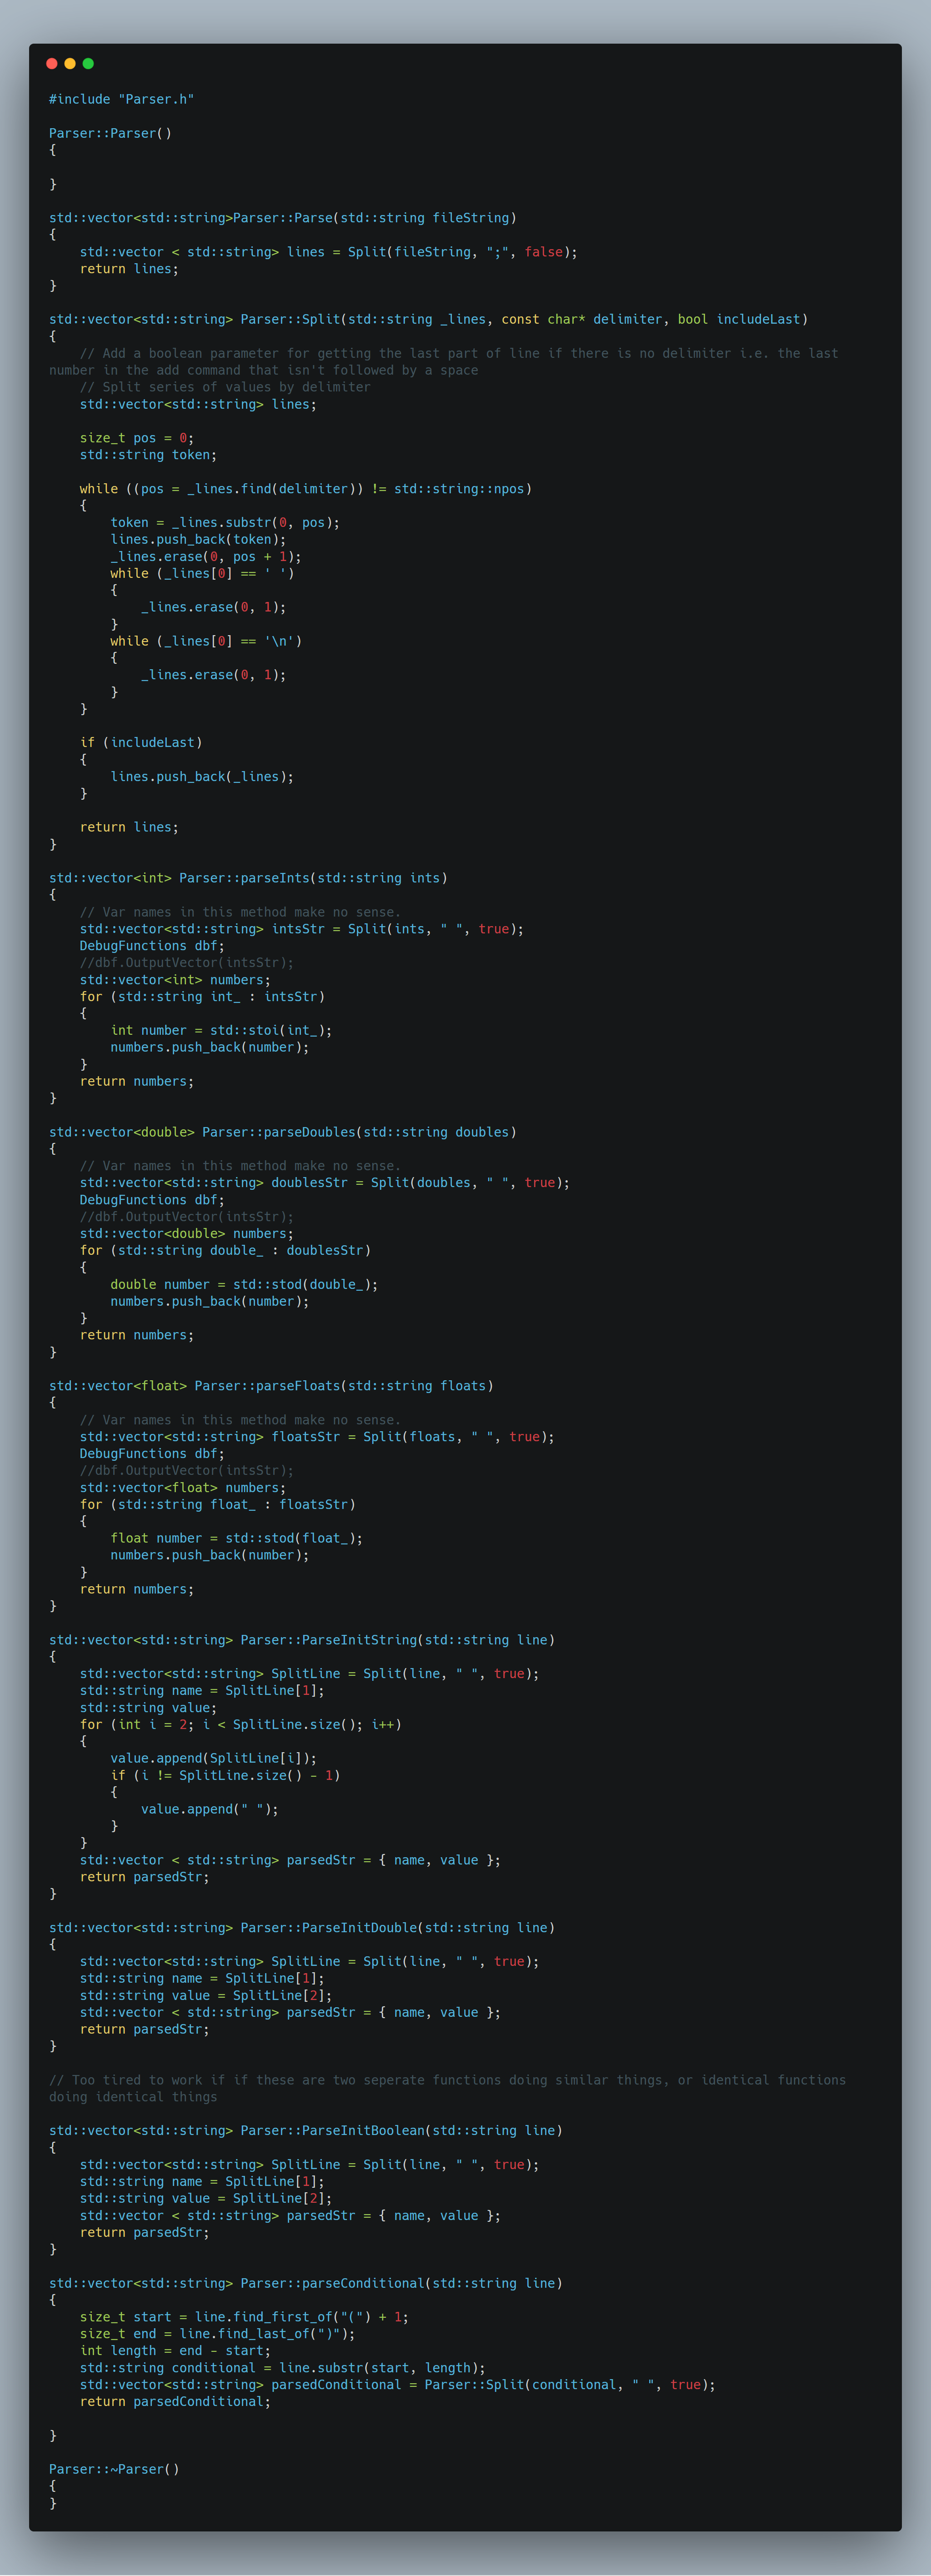 #include "Parser.h"

Parser::Parser()
{

}

std::vector<std::string>Parser::Parse(std::string fileString)
{
    std::vector < std::string> lines = Split(fileString, ";", false);
    return lines;
}

std::vector<std::string> Parser::Split(std::string _lines, const char* delimiter, bool includeLast)
{
    // Add a boolean parameter for getting the last part of line if there is no delimiter i.e. the last
number in the add command that isn't followed by a space
    // Split series of values by delimiter
    std::vector<std::string> lines;

    size_t pos = 0;
    std::string token;

    while ((pos = _lines.find(delimiter)) != std::string::npos)
    {
        token = _lines.substr(0, pos);
        lines.push_back(token);
        _lines.erase(0, pos + 1);
        while (_lines[0] == ' ')
        {
            _lines.erase(0, 1);
        }
        while (_lines[0] == '\n')
        {
            _lines.erase(0, 1);
        }
    }

    if (includeLast)
    {
        lines.push_back(_lines);
    }

    return lines;
}

std::vector<int> Parser::parseInts(std::string ints)
{
    // Var names in this method make no sense.
    std::vector<std::string> intsStr = Split(ints, " ", true);
    DebugFunctions dbf;
    //dbf.OutputVector(intsStr);
    std::vector<int> numbers;
    for (std::string int_ : intsStr)
    {
        int number = std::stoi(int_);
        numbers.push_back(number);
    }
    return numbers;
}

std::vector<double> Parser::parseDoubles(std::string doubles)
{
    // Var names in this method make no sense.
    std::vector<std::string> doublesStr = Split(doubles, " ", true);
    DebugFunctions dbf;
    //dbf.OutputVector(intsStr);
    std::vector<double> numbers;
    for (std::string double_ : doublesStr)
    {
        double number = std::stod(double_);
        numbers.push_back(number);
    }
    return numbers;
}

std::vector<float> Parser::parseFloats(std::string floats)
{
    // Var names in this method make no sense.
    std::vector<std::string> floatsStr = Split(floats, " ", true);
    DebugFunctions dbf;
    //dbf.OutputVector(intsStr);
    std::vector<float> numbers;
    for (std::string float_ : floatsStr)
    {
        float number = std::stod(float_);
        numbers.push_back(number);
    }
    return numbers;
}

std::vector<std::string> Parser::ParseInitString(std::string line)
{
    std::vector<std::string> SplitLine = Split(line, " ", true);
    std::string name = SplitLine[1];
    std::string value;
    for (int i = 2; i < SplitLine.size(); i++)
    {
        value.append(SplitLine[i]);
        if (i != SplitLine.size() - 1)
        {
            value.append(" ");
        }
    }
    std::vector < std::string> parsedStr = { name, value };
    return parsedStr;
}

std::vector<std::string> Parser::ParseInitDouble(std::string line)
{
    std::vector<std::string> SplitLine = Split(line, " ", true);
    std::string name = SplitLine[1];
    std::string value = SplitLine[2];
    std::vector < std::string> parsedStr = { name, value };
    return parsedStr;
}

// Too tired to work if if these are two seperate functions doing similar things, or identical functions
doing identical things

std::vector<std::string> Parser::ParseInitBoolean(std::string line)
{
    std::vector<std::string> SplitLine = Split(line, " ", true);
    std::string name = SplitLine[1];
    std::string value = SplitLine[2];
    std::vector < std::string> parsedStr = { name, value };
    return parsedStr;
}

std::vector<std::string> Parser::parseConditional(std::string line)
{
    size_t start = line.find_first_of("(") + 1;
    size_t end = line.find_last_of(")");
    int length = end - start;
    std::string conditional = line.substr(start, length);
    std::vector<std::string> parsedConditional = Parser::Split(conditional, " ", true);
    return parsedConditional;

}

Parser::~Parser()
{
}